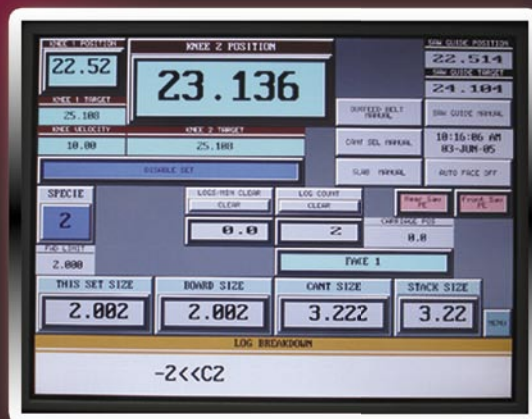 KNEE 1 POSITION
22.52
KNEE 2 POSITION
23.136
SAW GUIDE POSITION
22.514
SAW GUIDE TARGET
24.104
KNEE 1 TARGET
25.108
KNEE VELOCITY
10.00
KNEE 2 TARGET
25.108
OUTFEED BELT
MANUAL
SAW GUIDE MANUAL
CANT SEL MANUAL
10:16:06 AM
03-JUN-05
SLAB MANUAL
AUTO FACE OFF
DISABLE SET
SPECIE
2
LOGS/MIN CLEAR
CLEAR
0.0
LOG COUNT
CLEAR
2
Rear Saw
PE
Front Saw
PE
CARRIAGE POS
0.0
FWD LIMIT
2.000
FACE 1
THIS SET SIZE
2.002
BOARD SIZE
2.002
CANT SIZE
3.222
STACK SIZE
3.22
MENU
LOG BREAKDOWN
-2<<C2